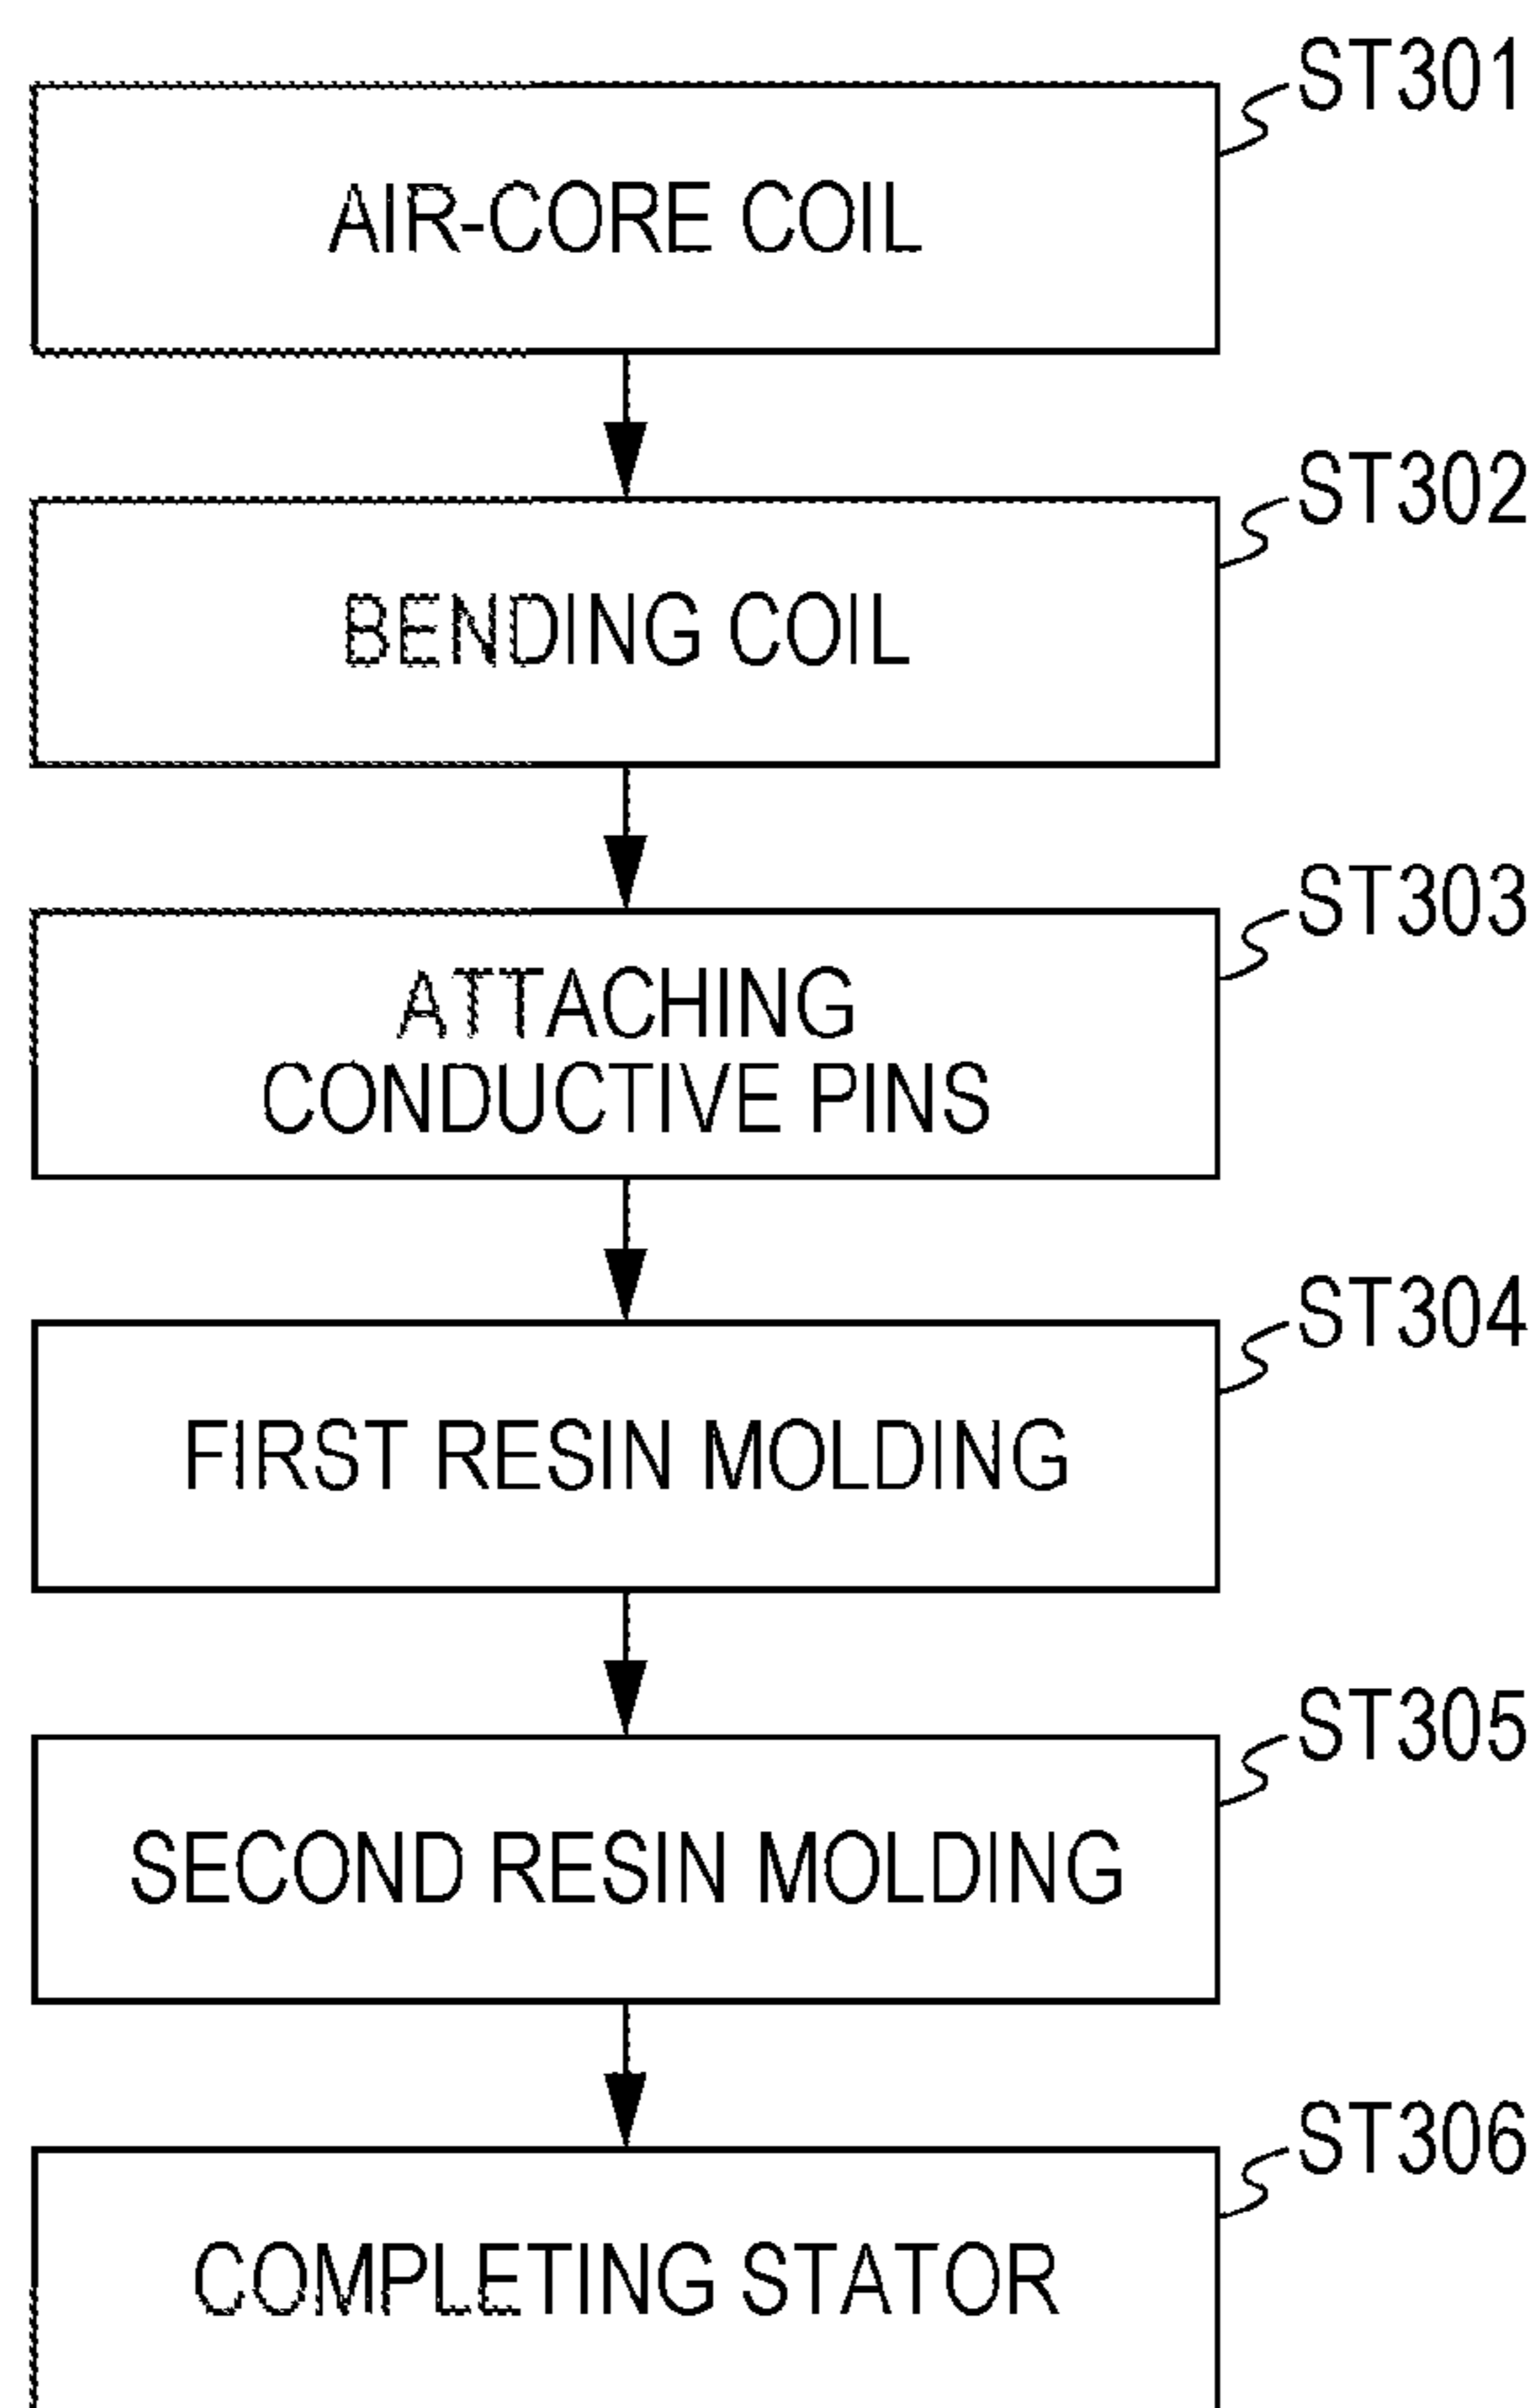 ST301
AIR-CORE COIL
ST302
BENDING COIL
ST303
ATTACHING
CONDUCTIVE PINS
ST304
FIRST RESIN MOLDING
ST305
SECOND RESIN MOLDING
ST306
COMPLETING STATOR